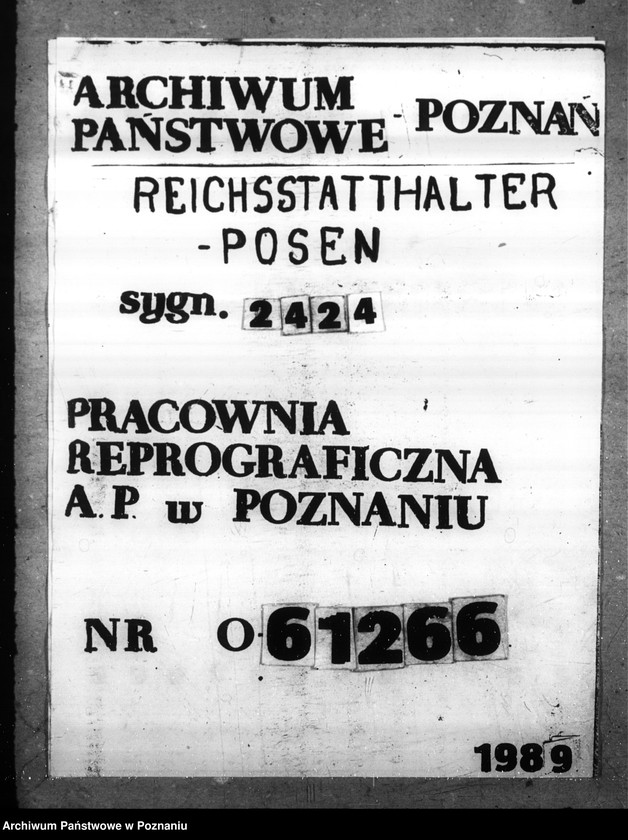 ARCHIWUM
PAŃSTWOWE - POZNAŃ
REICHSSTATTHALTER
-POSEN
sygn. 2424
PRACOWNIA
REPROGRAFICZNA
A. P. w POZNANIU
NR O-61266
1989
Archiwum Państwowe w Poznaniu